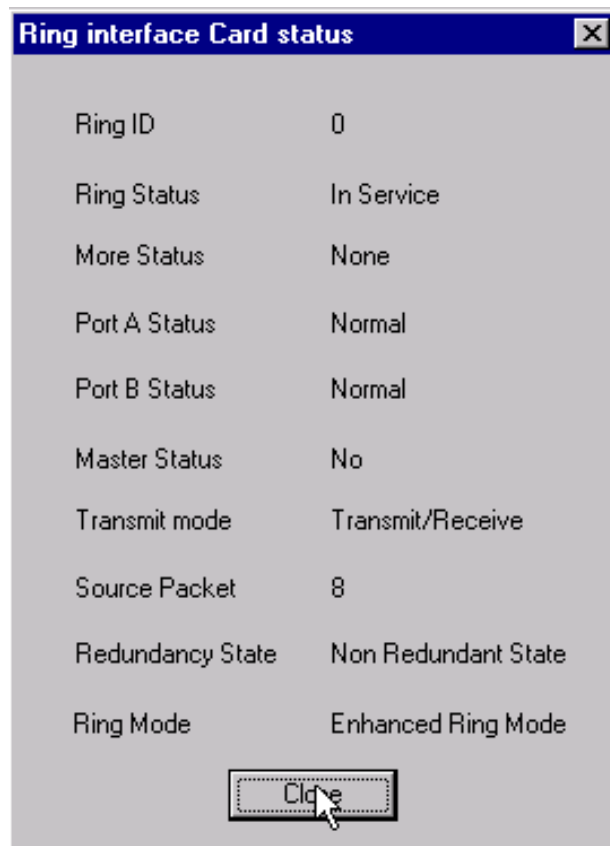 Ring interface Card status
Ring ID 0
Ring Status In Service
More Status None
Port A Status Normal
Port B Status Normal
Master Status No
Transmit mode Transmit/Receive
Source Packet 8
Redundancy State Non Redundant State
Ring Mode Enhanced Ring Mode
Close